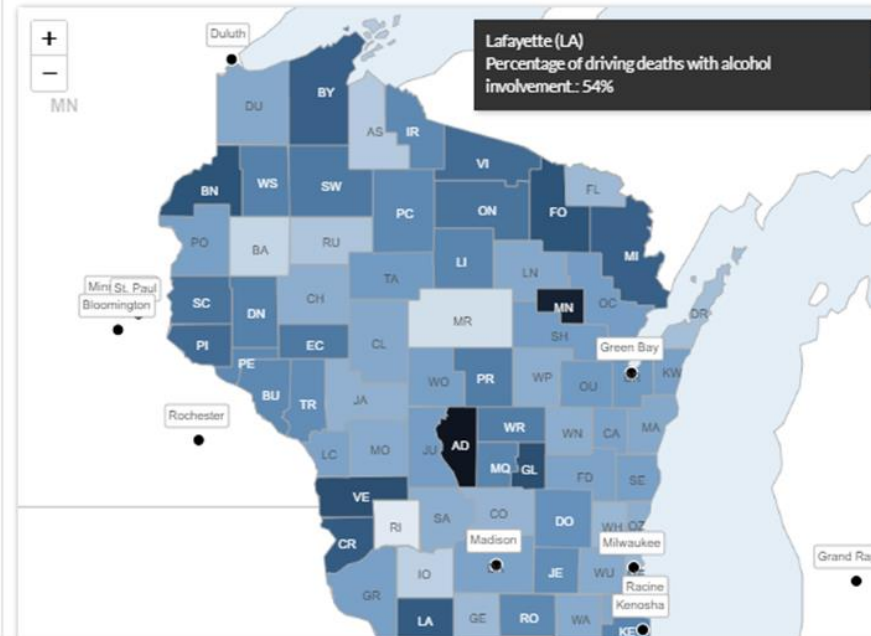 +
−
MN
Duluth
Lafayette (LA)
Percentage of driving deaths with alcohol
involvement.: 54%
BY
DU
AS
IR
VI
BN
WS
SW
FL
PC
ON
FO
PO
BA
RU
MI
LI
LN
TA
St. Paul
Bloomington
SC
DN
CH
OC
MN
DR
MR
SH
PI
EC
CL
Green Bay
PE
WO
PR
WP
OU
KW
BU
TR
JA
Rochester
WR
WN
CA
MA
LC
MO
JU
AD
MQ
GL
FD
SE
VE
RI
SA
CO
DO
WH
OZ
CR
Madison
Milwaukee
IO
JE
WU
Grand Ra
GR
Racine
Kenosha
LA
GE
RO
WA
KE